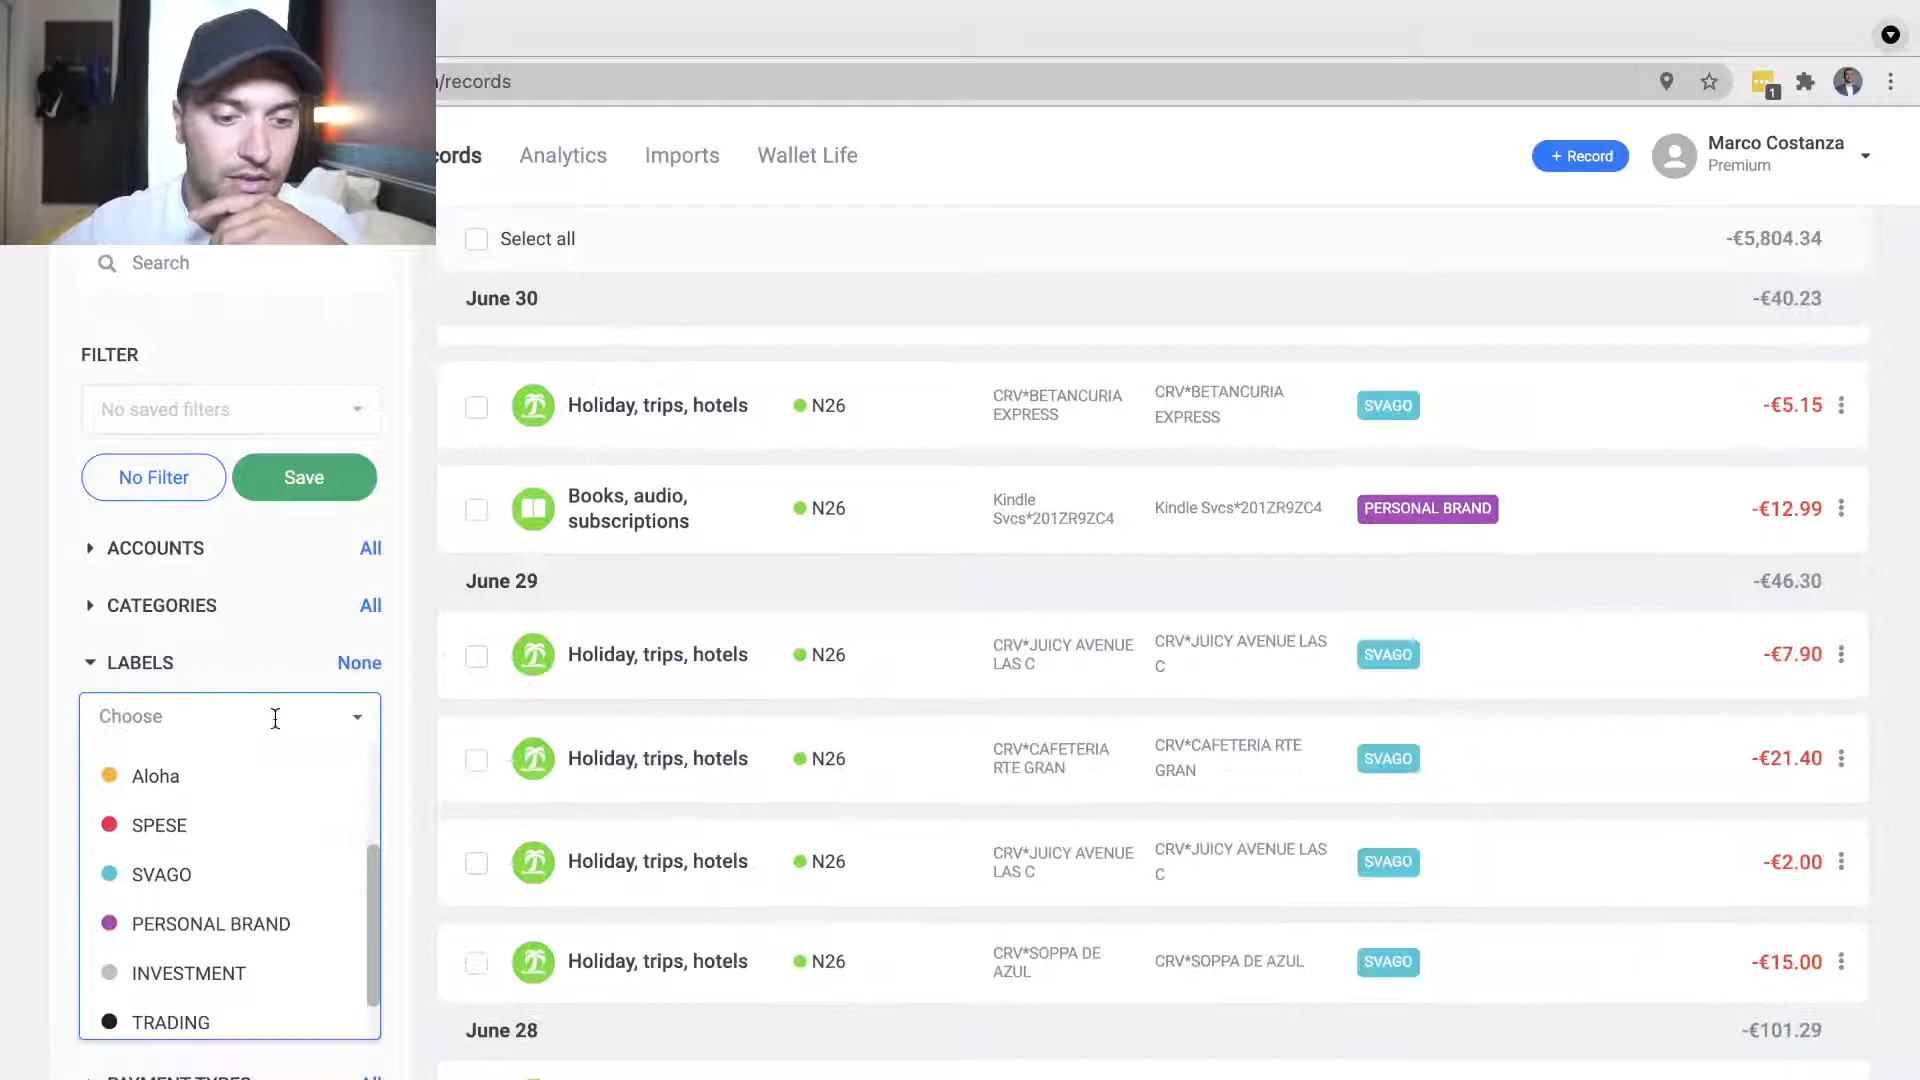 /records
1
ords
Analytics
Imports
Wallet Life
+ Record
Marco Costanza
Premium
Search
FILTER
No saved filters
No Filter
Save
ACCOUNTS
All
CATEGORIES
All
LABELS
None
Choose
Aloha
SPESE
SVAGO
PERSONAL BRAND
INVESTMENT
TRADING
Select all
-€5,804.34
June 30
-€40.23
Holiday, trips, hotels
N26
CRV*BETANCURIA
EXPRESS
CRV*BETANCURIA
EXPRESS
SVAGO
-€5.15
Books, audio,
subscriptions
N26
Kindle
Svcs*201ZR9ZC4
Kindle Svcs*201ZR9ZC4
PERSONAL BRAND
-€12.99
June 29
-€46.30
Holiday, trips, hotels
N26
CRV*JUICY AVENUE
LAS C
CRV*JUICY AVENUE LAS
C
SVAGO
-€7.90
Holiday, trips, hotels
N26
CRV*CAFETERIA
RTE GRAN
CRV*CAFETERIA RTE
GRAN
SVAGO
-€21.40
Holiday, trips, hotels
N26
CRV*JUICY AVENUE
LAS C
CRV*JUICY AVENUE LAS
C
SVAGO
-€2.00
Holiday, trips, hotels
N26
CRV*SOPPA DE
AZUL
CRV*SOPPA DE AZUL
SVAGO
-€15.00
June 28
-€101.29